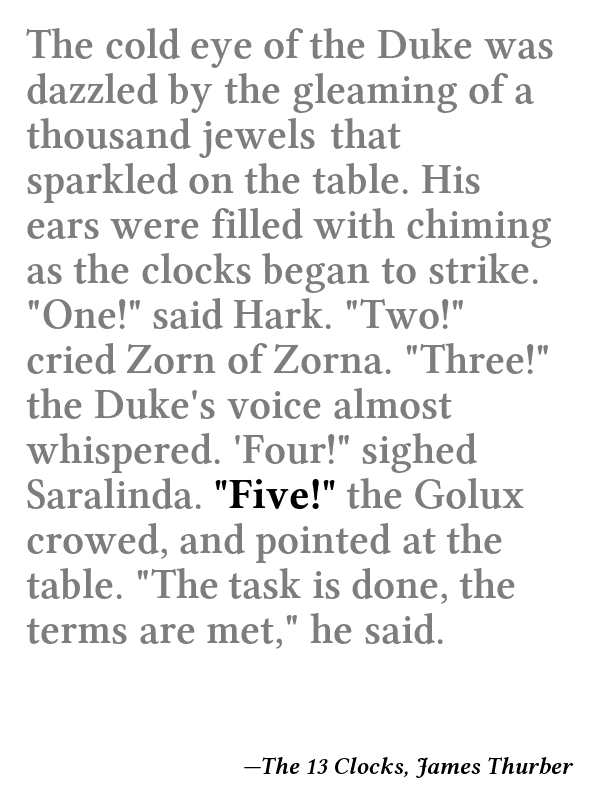 The cold eye of the Duke was
dazzled by the gleaming of a
thousand jewels that
sparkled on the table. His
ears were filled with chiming
as the clocks began to strike.
"One!" said Hark. "Two!"
cried Zorn of Zorna. "Three!"
the Duke's voice almost
whispered. 'Four!" sighed
Saralinda. "Five!" the Golux
crowed, and pointed at the
table. "The task is done, the
terms are met," he said.
—The 13 Clocks, James Thurber